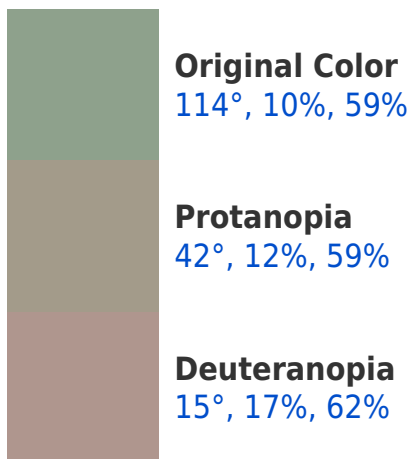 Original Color
114°, 10%, 59%
Protanopia
42°, 12%, 59%
Deuteranopia
15°, 17%, 62%